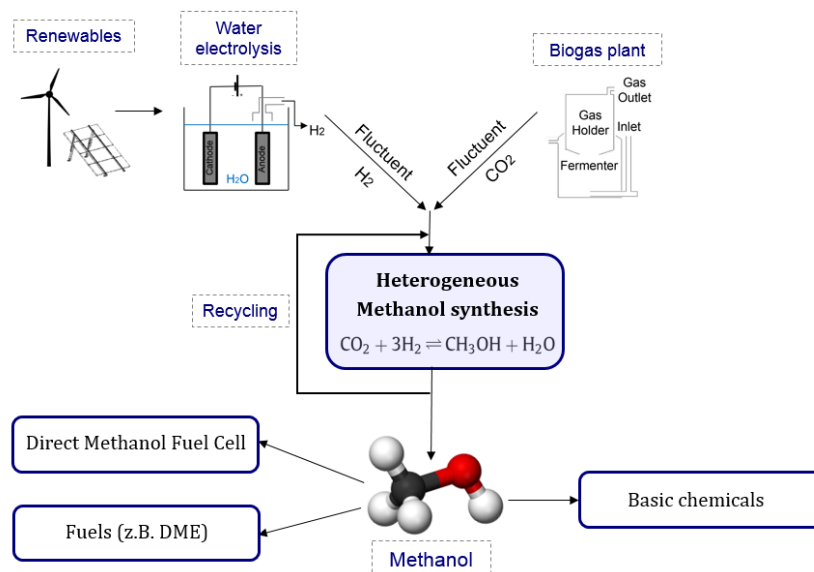 Renewables
Water
electrolysis
Biogas plant
Cathode
Anode
H₂O
H₂
Fluctuent
H₂
Fluctuent
CO₂
Gas
Outlet
Gas
Holder
Inlet
Fermenter
Recycling
Heterogeneous
Methanol synthesis
CO₂ + 3H₂ ⇌ CH₃OH + H₂O
Direct Methanol Fuel Cell
Fuels (z.B. DME)
Basic chemicals
Methanol